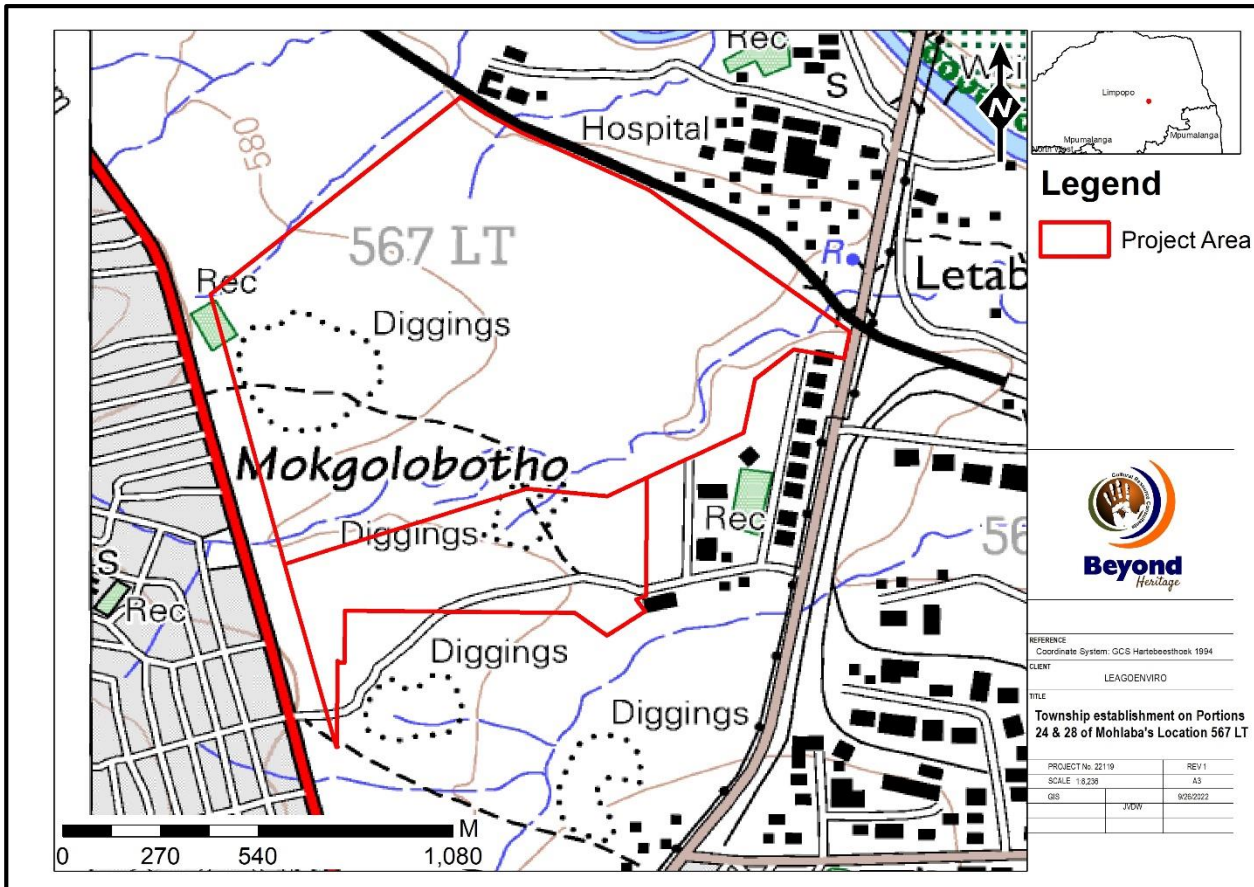 Rec
S
Hospital
580
567 LT
R
Letab
Rec
Diggings
Mokgolobotho
Diggings
Rec
56
S
Rec
Diggings
Diggings
M
0 270 540 1,080
N
Limpopo
Mpumalanga
Mpumalanga
North West
Legend
Project Area
Cultural Resource Consultants
Beyond
Heritage
REFERENCE
Coordinate System: GCS Hartebeesthoek 1994
CLIENT
LEAGOENVIRO
TITLE
Township establishment on Portions
24 & 28 of Mohlaba's Location 567 LT
PROJECT No. 22119 REV 1
SCALE 1:8,236 A3
GIS 9/26/2022
JVDW